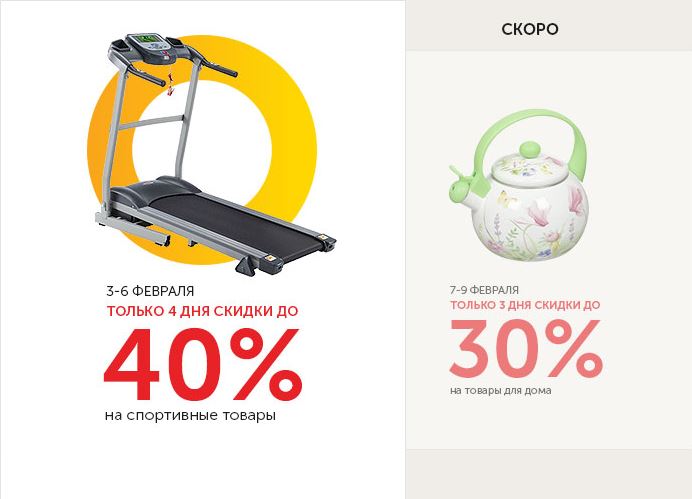 3-6 ФЕВРАЛЯ
ТОЛЬКО 4 ДНЯ СКИДКИ ДО
40%
на спортивные товары
СКОРО
7-9 ФЕВРАЛЯ
ТОЛЬКО 3 ДНЯ СКИДКИ ДО
30%
на товары для дома